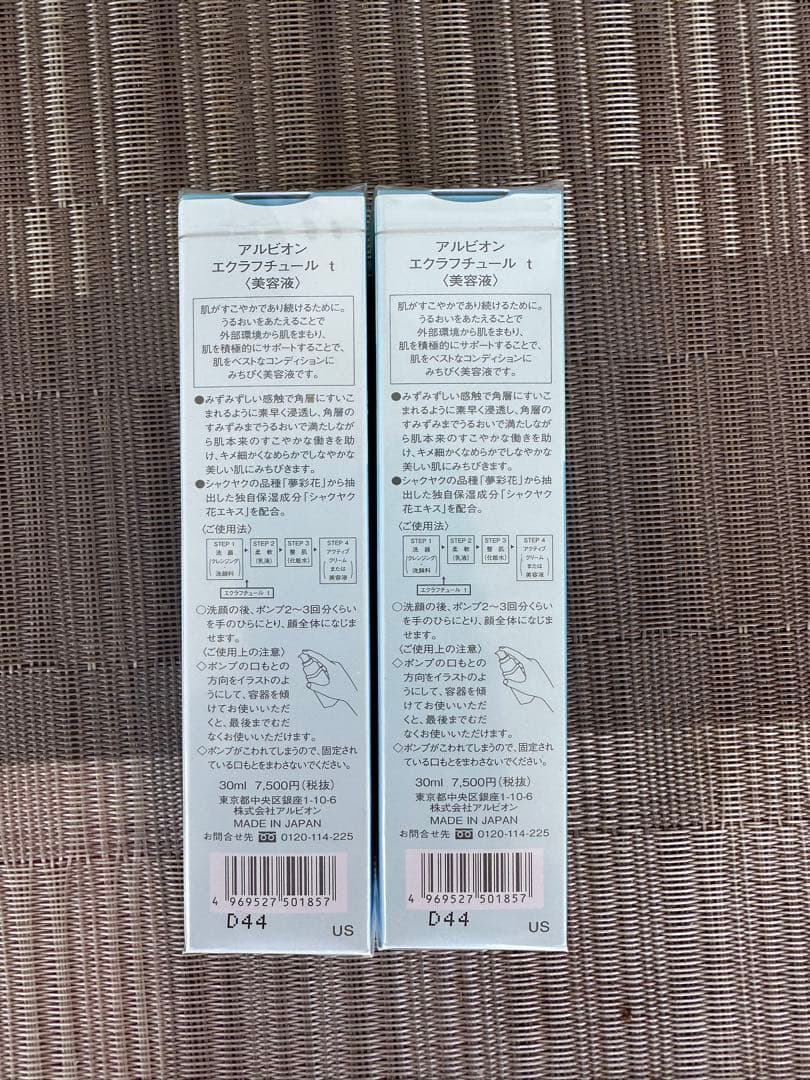 アルビオン
エクラフチュール t
〈美容液〉
肌がすこやかであり続けるために。
うるおいをあたえることで
外部環境から肌をまもり、
肌を積極的にサポートすることで、
肌をベストなコンディションに
みちびく美容液です。
●みずみずしい感触で角層にすいこ
まれるように素早く浸透し、角層の
すみずみまでうるおいで満たしなが
ら肌本来のすこやかな働きを助
け、キメ細かくなめらかでしなやかな
美しい肌にみちびきます。
●シャクヤクの品種「夢彩花」から抽
出した独自保湿成分「シャクヤク
花エキス」を配合。
〈ご使用法〉
STEP 1 STEP 2 STEP 3 STEP 4
洗顔 柔軟 整肌 アクティブ
クレンジング (乳液) (化粧水) クリーム
または
洗顔料 美容液
エクラフチュール t
○洗顔の後、ポンプ2〜3回分くらい
を手のひらにとり、顔全体になじま
せます。
〈ご使用上の注意〉
◇ポンプの口もとの
方向をイラストのよ
うにして、容器を傾
けてお使いいただ
くと、最後までむだ
なくお使いいただけます。
◇ポンプがこわれてしまうので、固定され
ている口もとをまわさないでください。
30ml 7,500円(税抜)
東京都中央区銀座1-10-6
株式会社アルビオン
MADE IN JAPAN
お問合せ先 0120-114-225
4 969527 501857
D44
US
アルビオン
エクラフチュール t
〈美容液〉
肌がすこやかであり続けるために。
うるおいをあたえることで
外部環境から肌をまもり、
肌を積極的にサポートすることで、
肌をベストなコンディションに
みちびく美容液です。
●みずみずしい感触で角層にすいこ
まれるように素早く浸透し、角層の
すみずみまでうるおいで満たしなが
ら肌本来のすこやかな働きを助
け、キメ細かくなめらかでしなやかな
美しい肌にみちびきます。
●シャクヤクの品種「夢彩花」から抽
出した独自保湿成分「シャクヤク
花エキス」を配合。
〈ご使用法〉
STEP 1 STEP 2 STEP 3 STEP 4
洗顔 柔軟 整肌 アクティブ
クレンジング (乳液) (化粧水) クリーム
または
洗顔料 美容液
エクラフチュール t
○洗顔の後、ポンプ2〜3回分くらい
を手のひらにとり、顔全体になじま
せます。
〈ご使用上の注意〉
◇ポンプの口もとの
方向をイラストのよ
うにして、容器を傾
けてお使いいただ
くと、最後までむだ
なくお使いいただけます。
◇ポンプがこわれてしまうので、固定され
ている口もとをまわさないでください。
30ml 7,500円(税抜)
東京都中央区銀座1-10-6
株式会社アルビオン
MADE IN JAPAN
お問合せ先 0120-114-225
4 969527 501857
D44
US